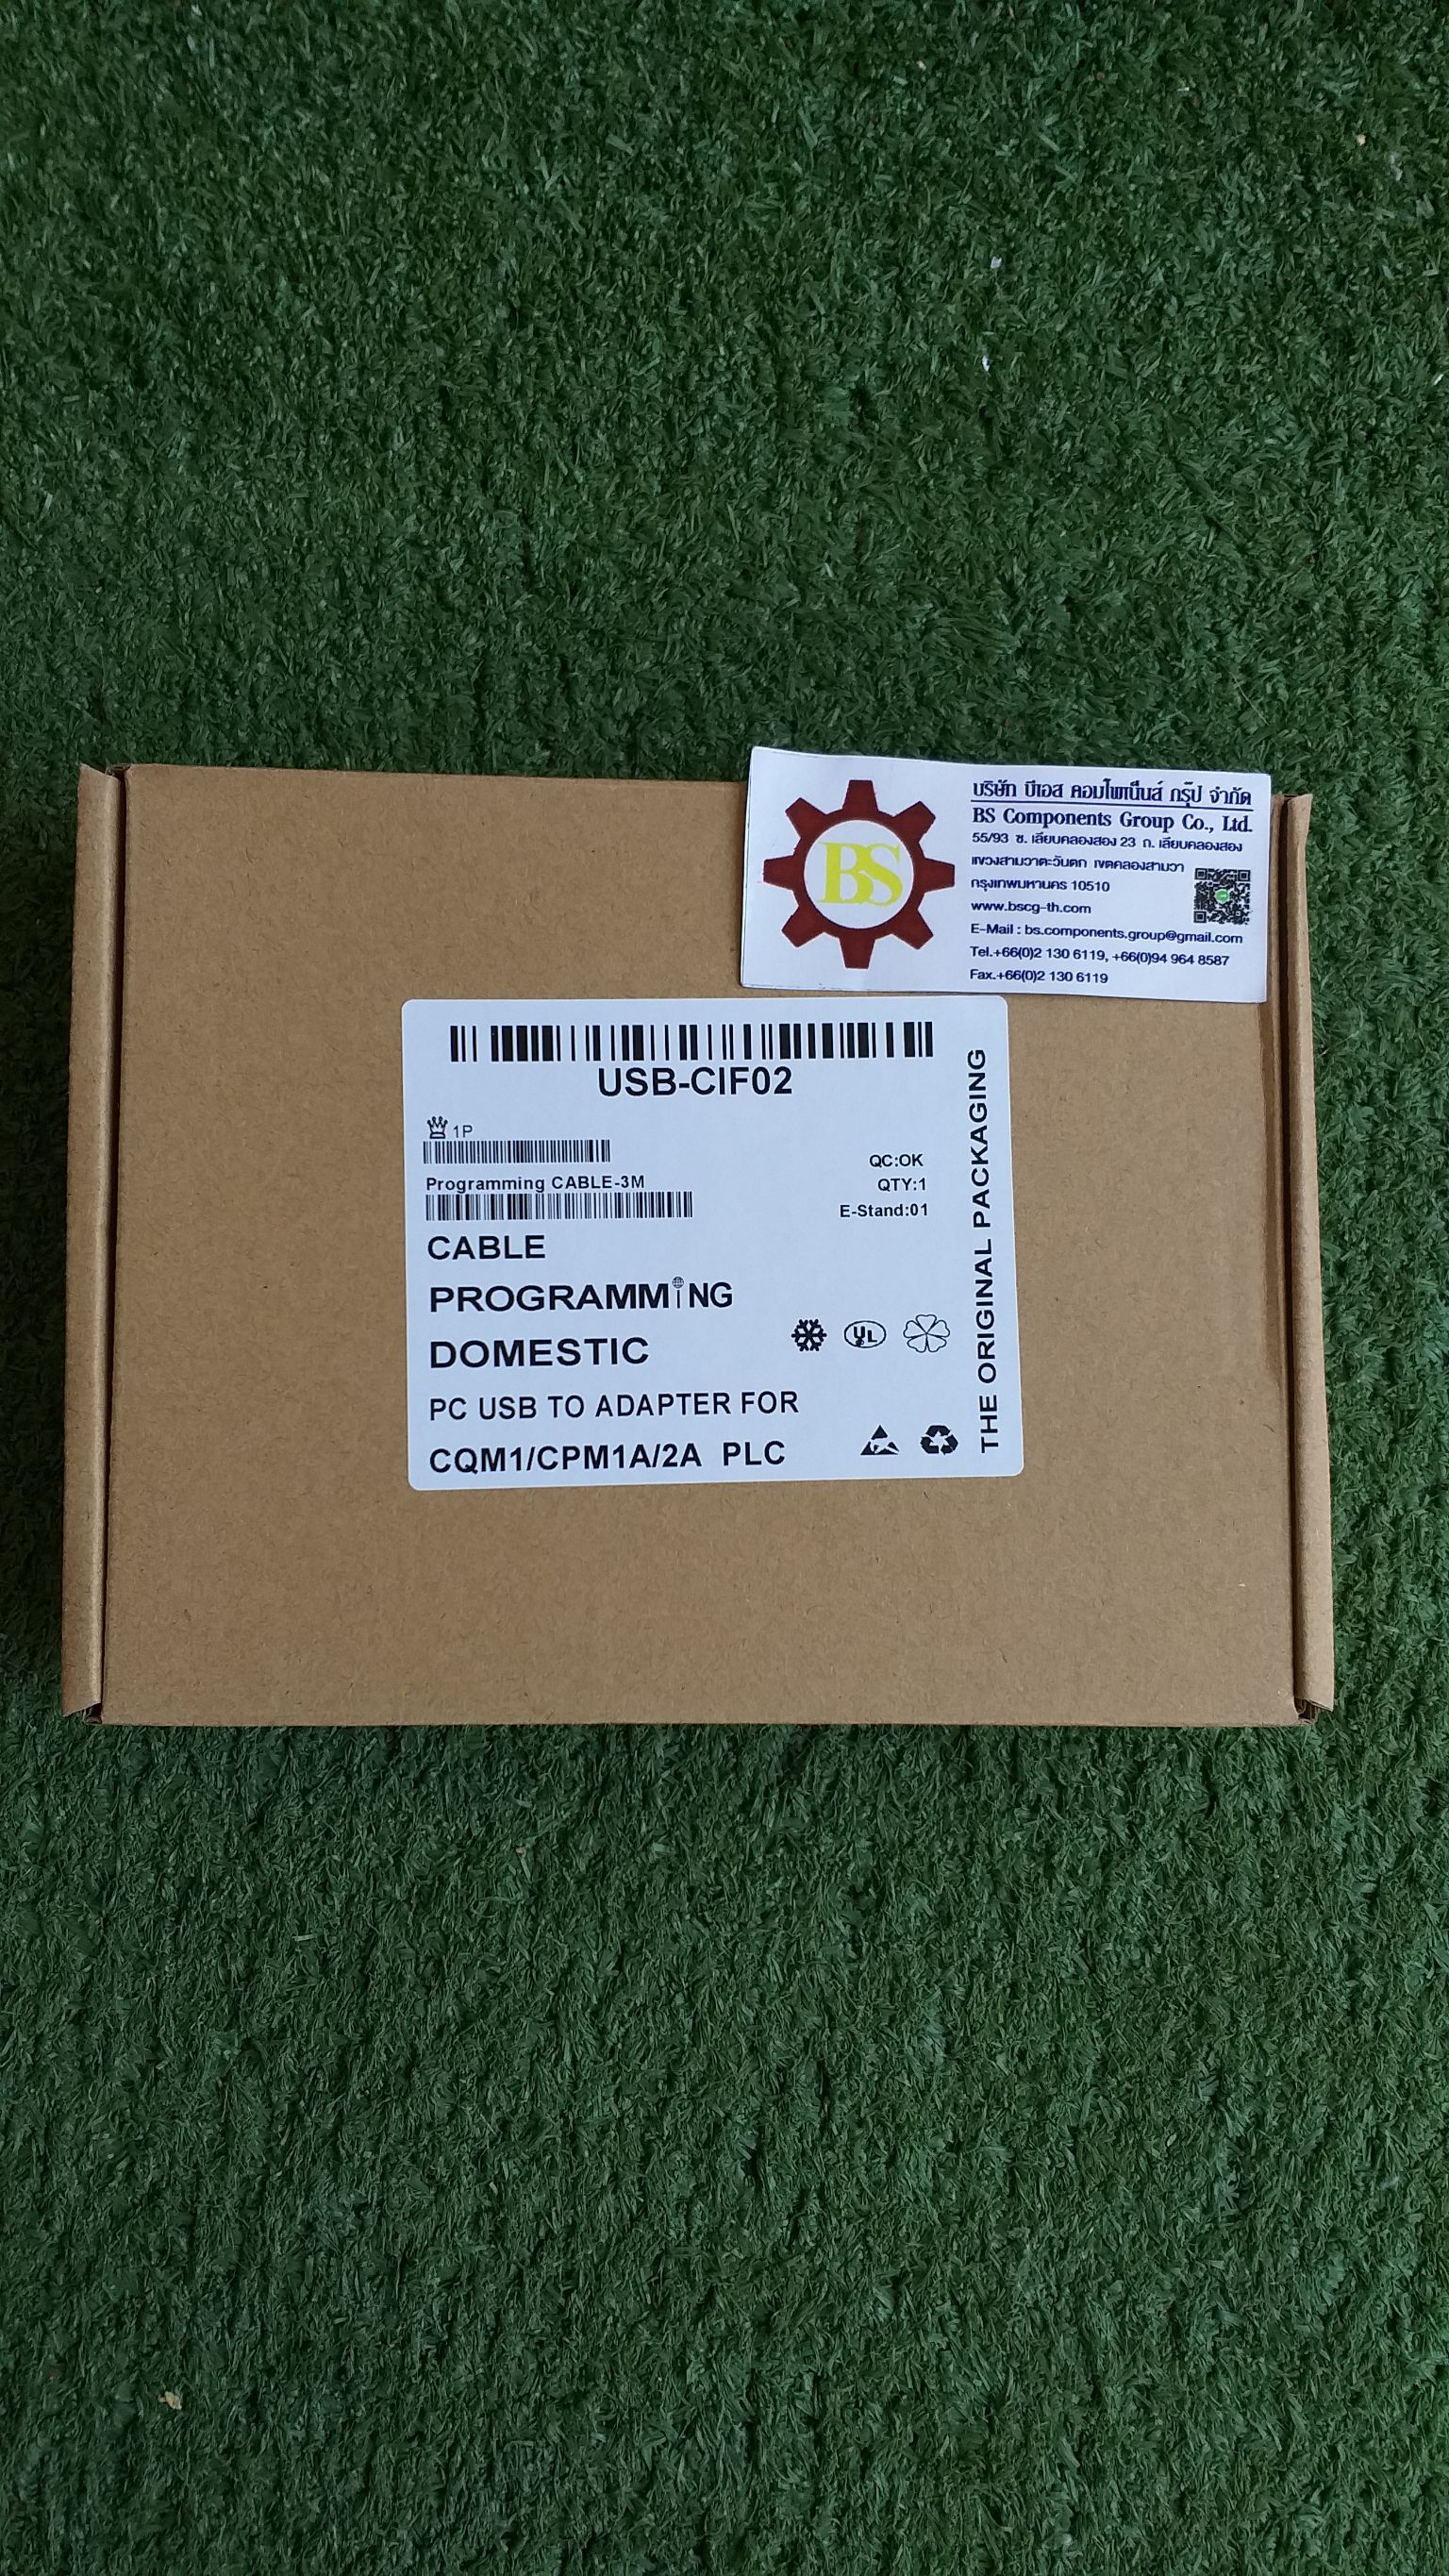 BS
บริษัท บีเอส คอมโพเน็นส์ กรุ๊ป จำกัด
BS Components Group Co., Ltd.
55/93 ซ. เลียบคลองสอง 23 ถ. เลียบคลองสอง
แขวงสามวาตะวันตก เขตคลองสามวา
กรุงเทพมหานคร 10510
www.bscg-th.com
E-Mail : bs.components.group@gmail.com
Tel.+66(0)2 130 6119, +66(0)94 964 8587
Fax.+66(0)2 130 6119
USB-CIF02
1P
Programming CABLE-3M
QC:OK
QTY:1
E-Stand:01
CABLE
PROGRAMMiNG
DOMESTIC
UL
PC USB TO ADAPTER FOR
CQM1/CPM1A/2A PLC
THE ORIGINAL PACKAGING